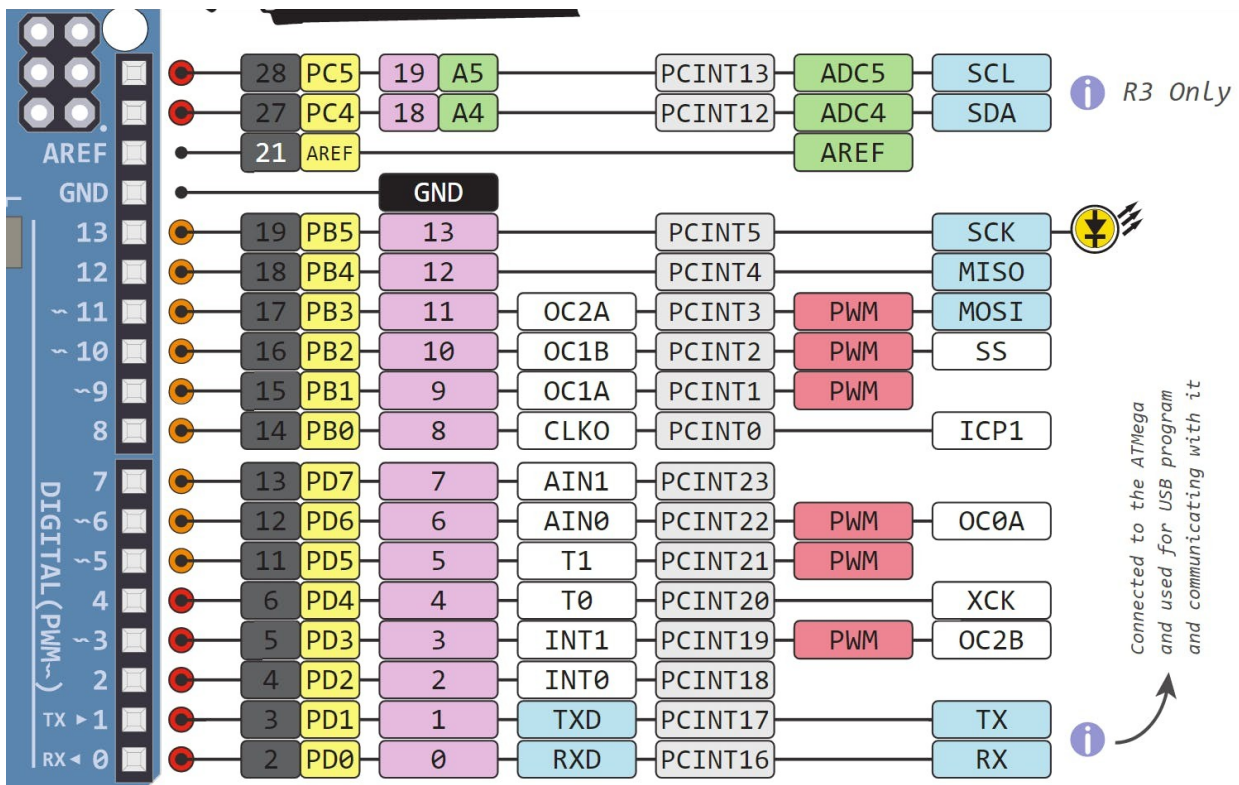 28 PC5 19 A5 PCINT13 ADC5 SCL
R3 Only
27 PC4 18 A4 PCINT12 ADC4 SDA
AREF 21 AREF AREF
GND GND
13 19 PB5 13 PCINT5 SCK
12 18 PB4 12 PCINT4 MISO
~ 11 17 PB3 11 OC2A PCINT3 PWM MOSI
~ 10 16 PB2 10 OC1B PCINT2 PWM SS
~9 15 PB1 9 OC1A PCINT1 PWM
8 14 PB0 8 CLKO PCINT0 ICP1
7 13 PD7 7 AIN1 PCINT23
~6 12 PD6 6 AIN0 PCINT22 PWM OC0A
~5 11 PD5 5 T1 PCINT21 PWM
4 6 PD4 4 T0 PCINT20 XCK
~3 5 PD3 3 INT1 PCINT19 PWM OC2B
2 4 PD2 2 INT0 PCINT18
TX ▸ 1 3 PD1 1 TXD PCINT17 TX
RX ◂ 0 2 PD0 0 RXD PCINT16 RX
DIGITAL(PWM~)
Connected to the ATMega
and used for USB program
and communicating with it